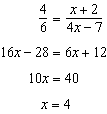 4/6 = (x + 2)/(4x − 7)
16x − 28 = 6x + 12
10x = 40
x = 4